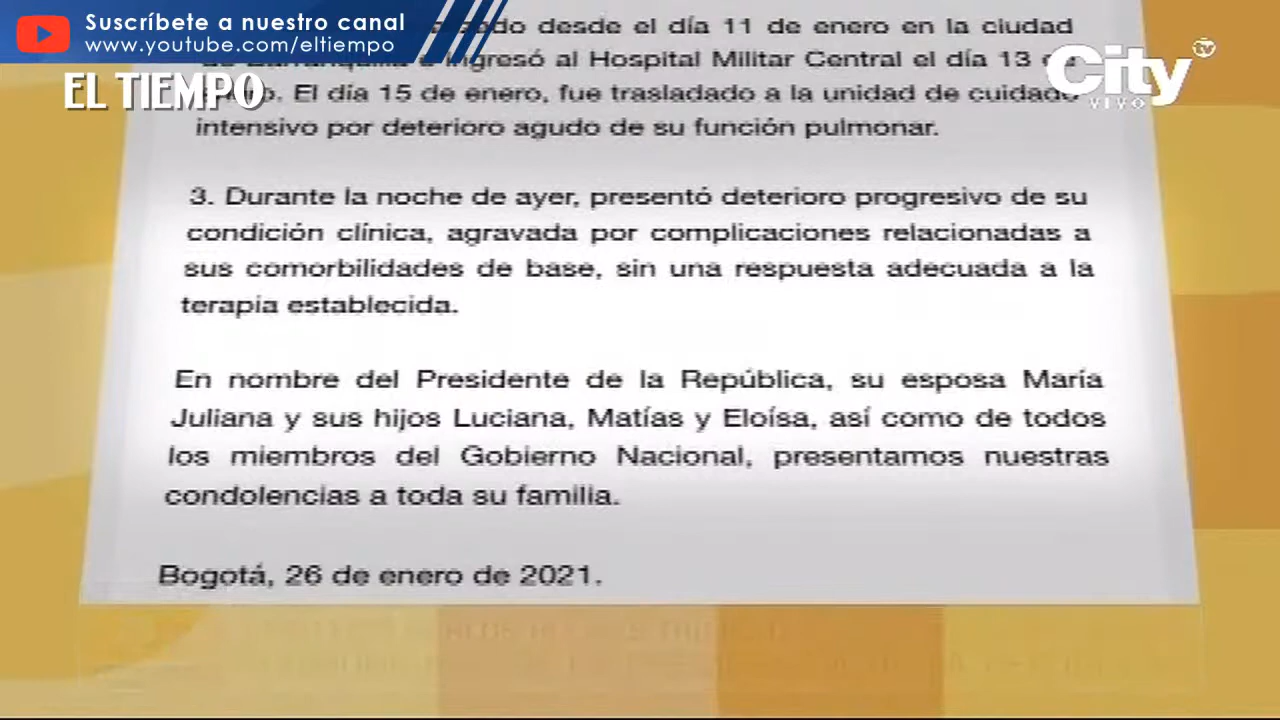 Suscríbete a nuestro canal
www.youtube.com/eltiempo
EL TIEMPO
City tv
VIVO
desde el día 11 de enero en la ciudad
ingresó al Hospital Militar Central el día 13
El día 15 de enero, fue trasladado a la unidad de cuidado
intensivo por deterioro agudo de su función pulmonar.
3. Durante la noche de ayer, presentó deterioro progresivo de su
condición clínica, agravada por complicaciones relacionadas a
sus comorbilidades de base, sin una respuesta adecuada a la
terapia establecida.
En nombre del Presidente de la República, su esposa María
Juliana y sus hijos Luciana, Matías y Eloísa, así como de todos
los miembros del Gobierno Nacional, presentamos nuestras
condolencias a toda su familia.
Bogotá, 26 de enero de 2021.